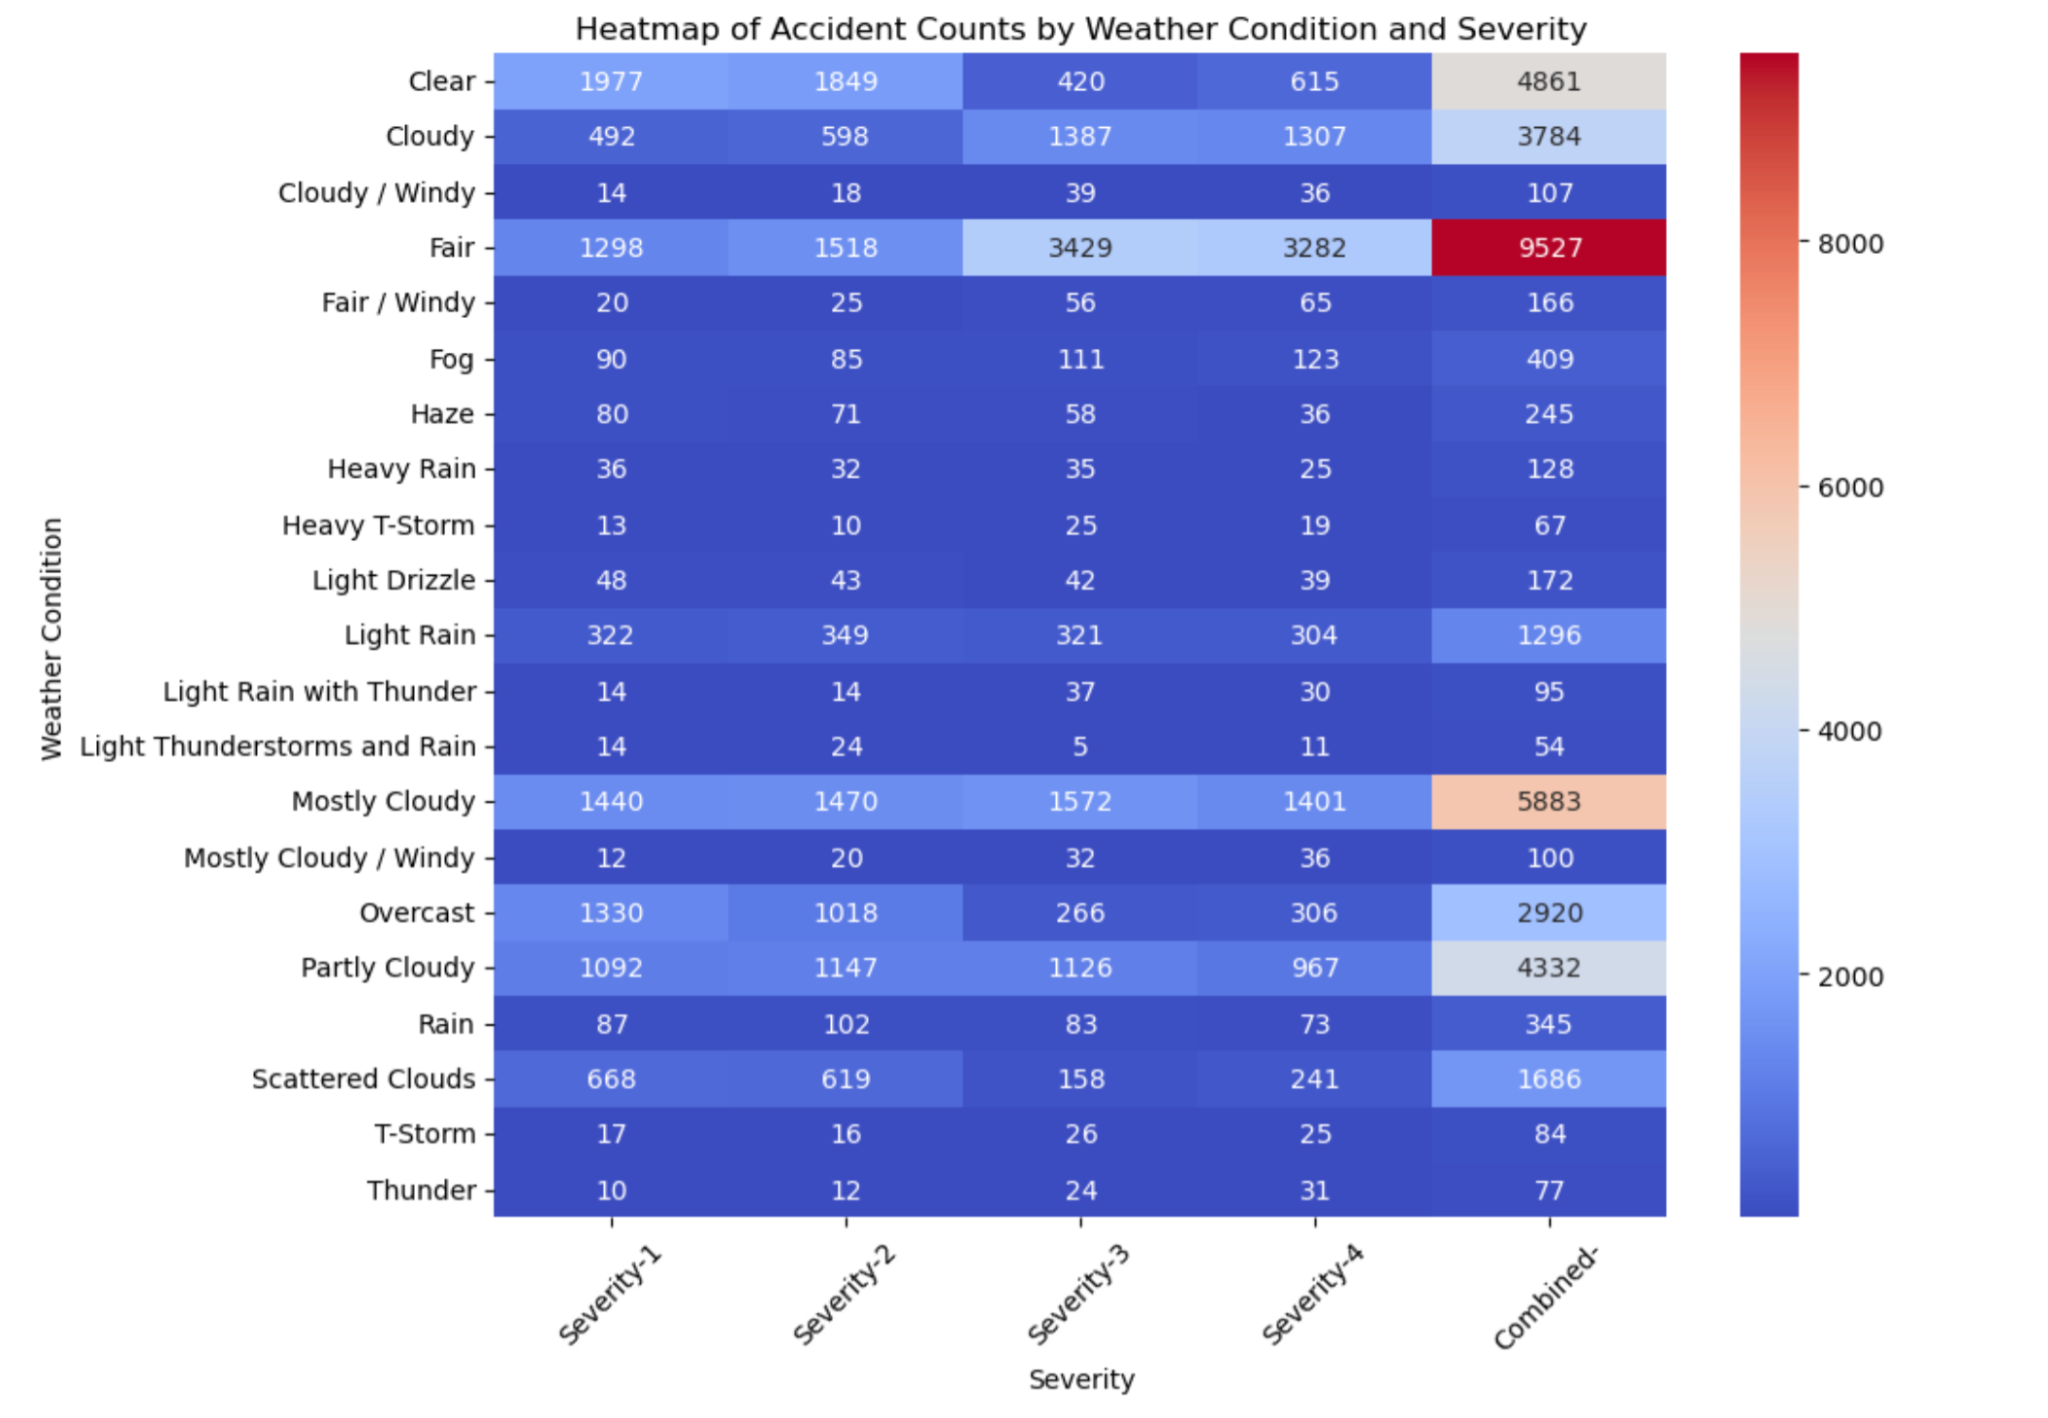 Heatmap of Accident Counts by Weather Condition and Severity
Clear 1977 1849 420 615 4861
Cloudy 492 598 1387 1307 3784
Cloudy / Windy 14 18 39 36 107
Fair 1298 1518 3429 3282 9527
8000
Fair / Windy 20 25 56 65 166
Fog 90 85 111 123 409
Haze 80 71 58 36 245
Heavy Rain 36 32 35 25 128
6000
Heavy T-Storm 13 10 25 19 67
Light Drizzle 48 43 42 39 172
Weather Condition
Light Rain 322 349 321 304 1296
Light Rain with Thunder 14 14 37 30 95
4000
Light Thunderstorms and Rain 14 24 5 11 54
Mostly Cloudy 1440 1470 1572 1401 5883
Mostly Cloudy / Windy 12 20 32 36 100
Overcast 1330 1018 266 306 2920
Partly Cloudy 1092 1147 1126 967 4332
2000
Rain 87 102 83 73 345
Scattered Clouds 668 619 158 241 1686
T-Storm 17 16 26 25 84
Thunder 10 12 24 31 77
Severity-1 Severity-2 Severity-3 Severity-4 Combined-
Severity